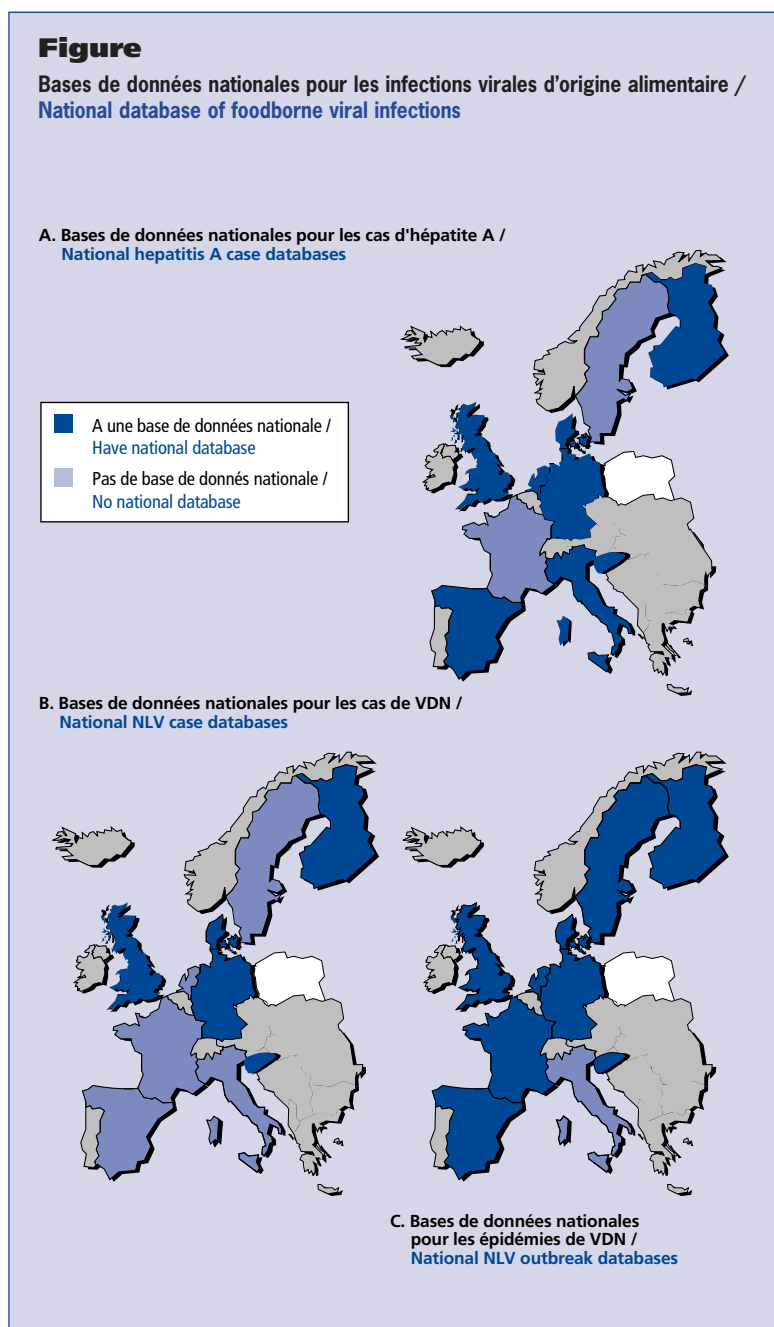 Figure
Bases de données nationales pour les infections virales d'origine alimentaire /
National database of foodborne viral infections
A. Bases de données nationales pour les cas d'hépatite A /
National hepatitis A case databases
A une base de données nationale /
Have national database
Pas de base de donnés nationale /
No national database
B. Bases de données nationales pour les cas de VDN /
National NLV case databases
C. Bases de données nationales
pour les épidémies de VDN /
National NLV outbreak databases